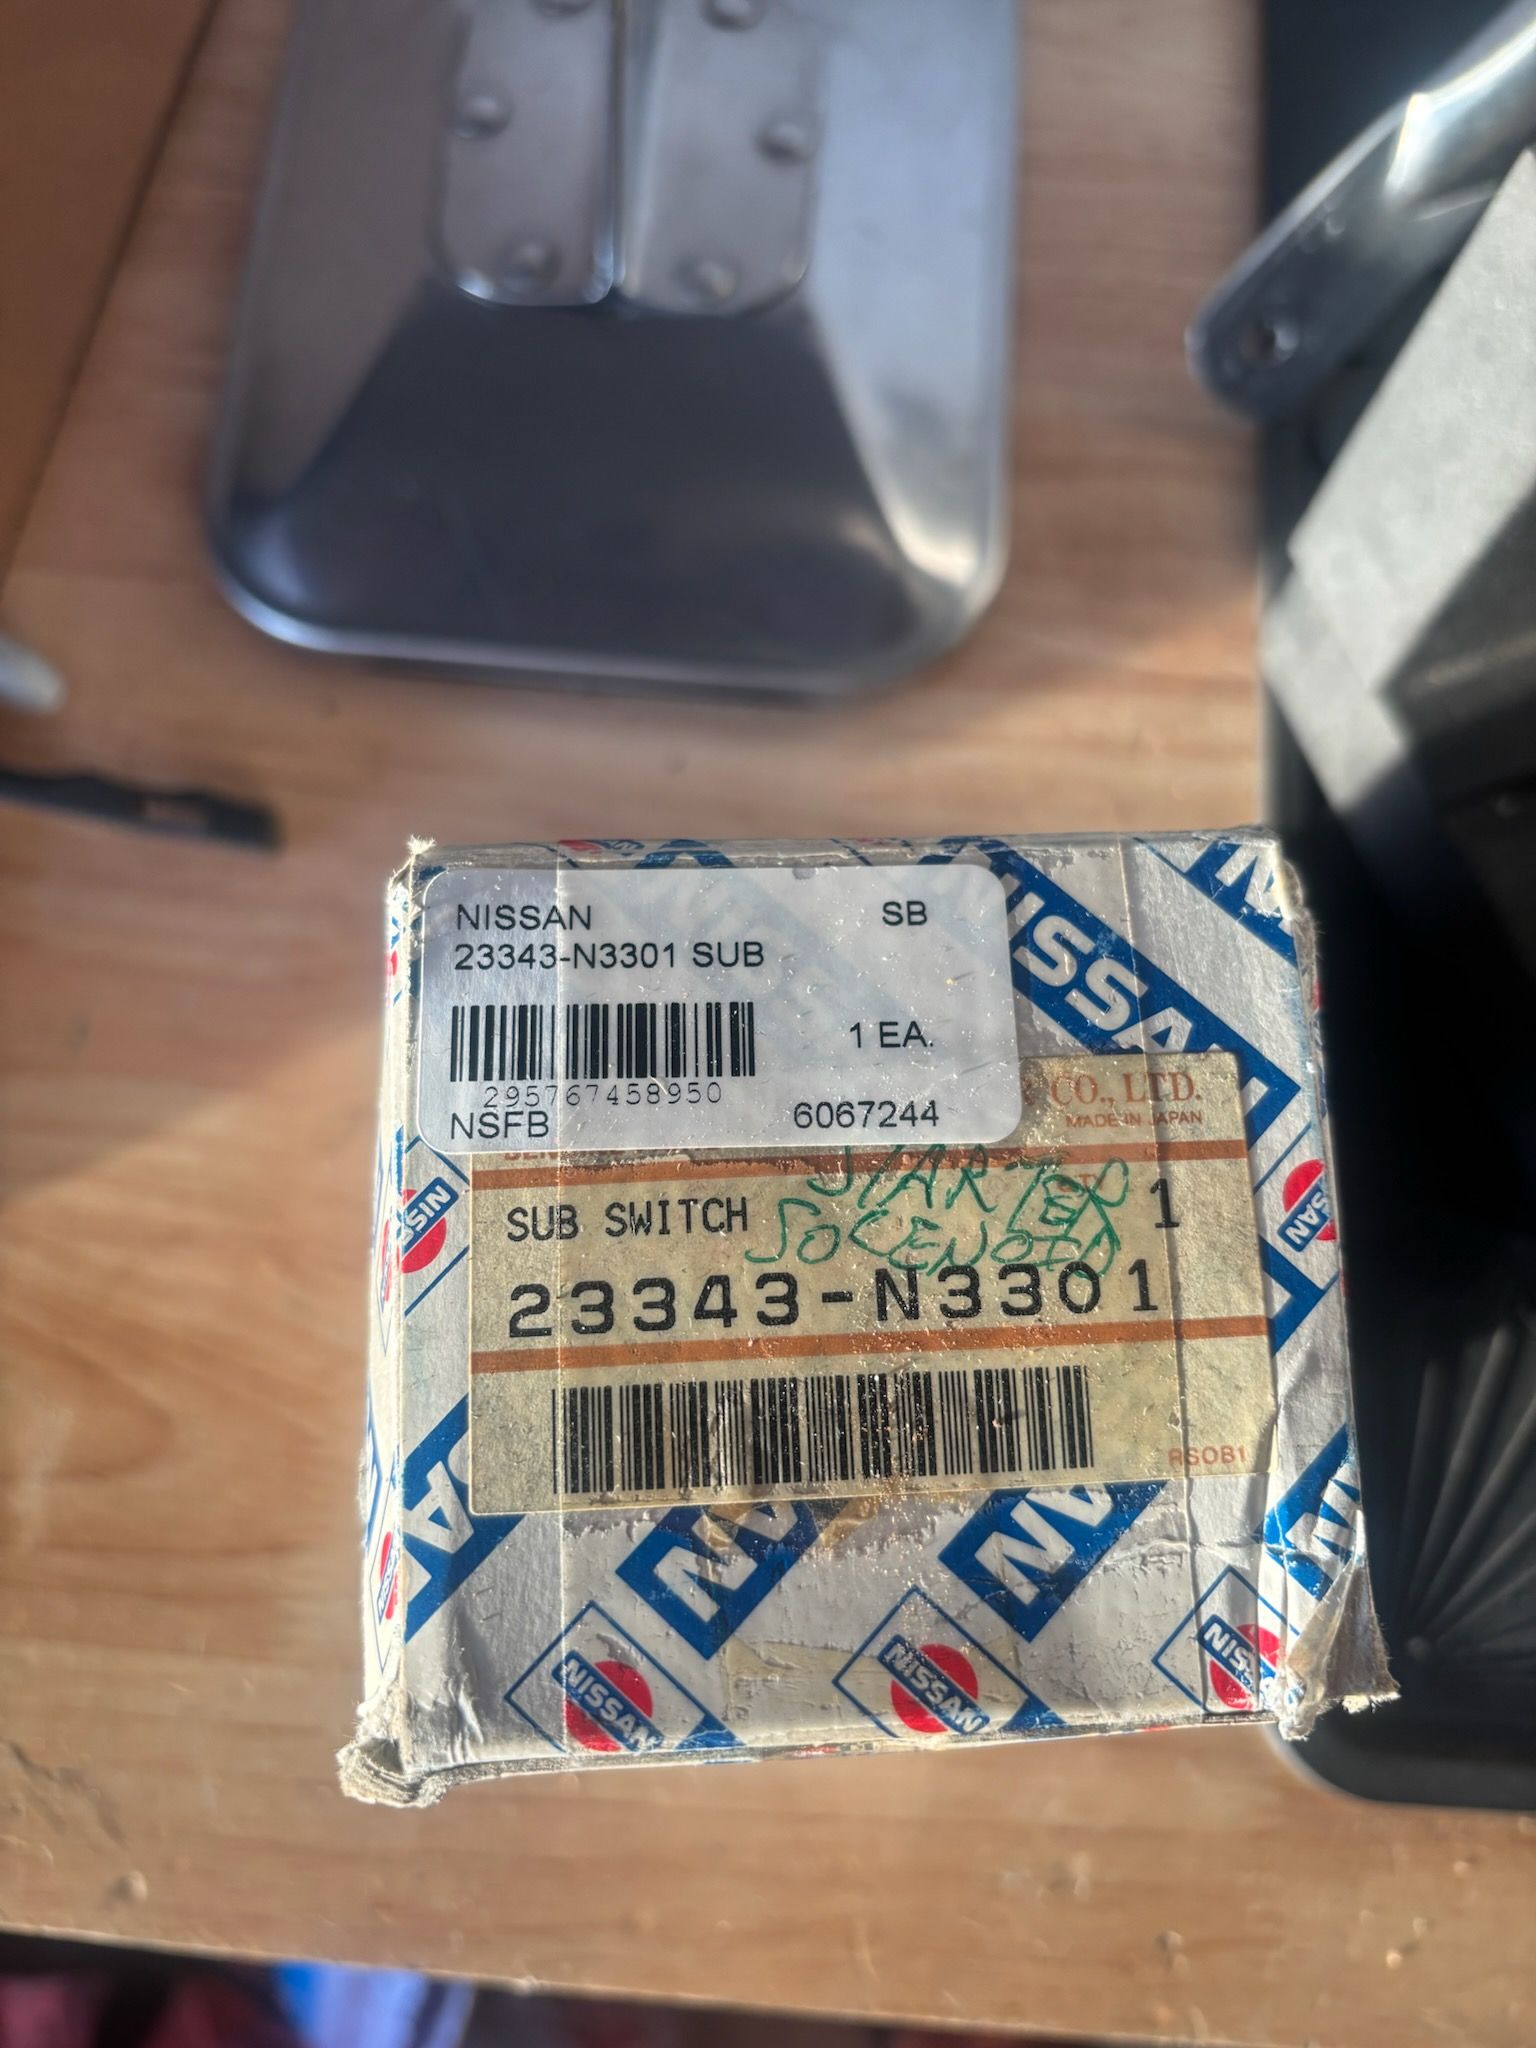 NISSAN SB
23343-N3301 SUB
1 EA.
295767458950
NSFB 6067244
CO., LTD.
MADE IN JAPAN
STARTER
SUB SWITCH 1
SOLENOID
23343-N3301
RSOB1
NISSAN
NISSAN
NISSAN
NISSAN
NISSAN